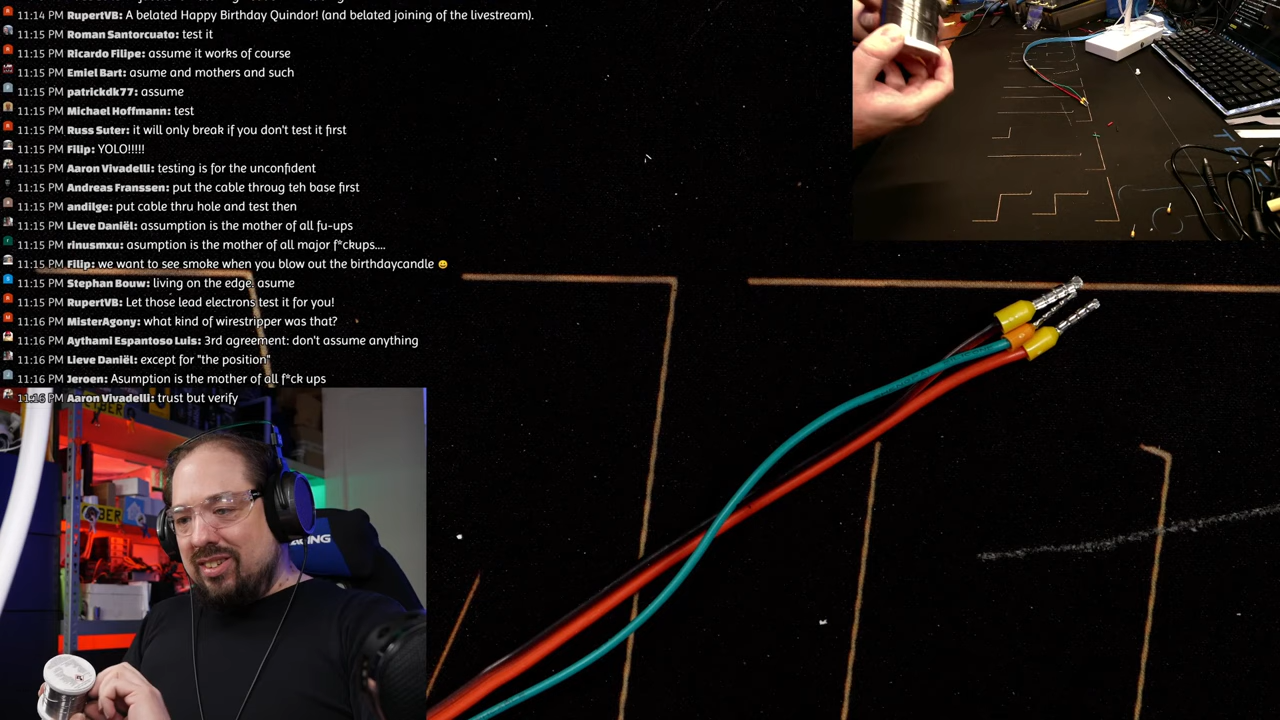 11:14 PM RupertVB: A belated Happy Birthday Quindor! (and belated joining of the livestream).
11:15 PM Roman Santorcuato: test it
11:15 PM Ricardo Filipe: assume it works of course
11:15 PM Emiel Bart: asume and mothers and such
11:15 PM patrickdk77: assume
11:15 PM Michael Hoffmann: test
11:15 PM Russ Suter: it will only break if you don't test it first
11:15 PM Filip: YOLO!!!!!
11:15 PM Aaron Vivadelli: testing is for the unconfident
11:15 PM Andreas Franssen: put the cable throug teh base first
11:15 PM andilge: put cable thru hole and test then
11:15 PM Lieve Daniël: assumption is the mother of all fu-ups
11:15 PM rinusmxu: asumption is the mother of all major f*ckups....
11:15 PM Filip: we want to see smoke when you blow out the birthdaycandle 😀
11:15 PM Stephan Bouw: living on the edge. asume
11:15 PM RupertVB: Let those lead electrons test it for you!
11:16 PM MisterAgony: what kind of wirestripper was that?
11:16 PM Aythami Espantoso Luis: 3rd agreement: don't assume anything
11:16 PM Lieve Daniël: except for "the position"
11:16 PM Jeroen: Asumption is the mother of all f*ck ups
11:16 PM Aaron Vivadelli: trust but verify